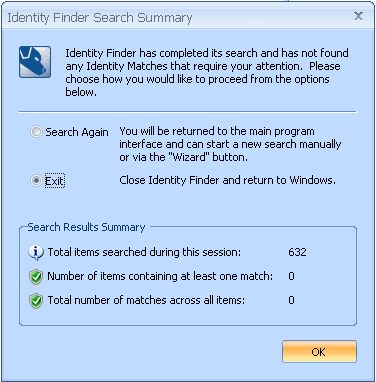 Identity Finder Search Summary
Identity Finder has completed its search and has not found
any Identity Matches that require your attention. Please
choose how you would like to proceed from the options
below.
Search Again
You will be returned to the main program
interface and can start a new search manually
or via the "Wizard" button.
Exit
Close Identity Finder and return to Windows.
Search Results Summary
Total items searched during this session: 632
Number of items containing at least one match: 0
Total number of matches across all items: 0
OK